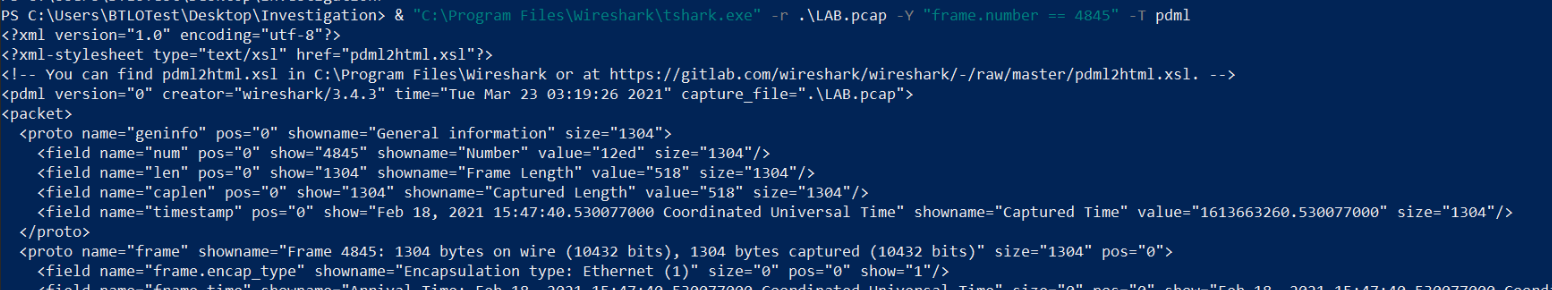 PS C:\Users\BTLOTest\Desktop\Investigation> & "C:\Program Files\Wireshark\tshark.exe" -r .\LAB.pcap -Y "frame.number == 4845" -T pdml
<?xml version="1.0" encoding="utf-8"?>
<?xml-stylesheet type="text/xsl" href="pdml2html.xsl"?>
<!-- You can find pdml2html.xsl in C:\Program Files\Wireshark or at https://gitlab.com/wireshark/wireshark/-/raw/master/pdml2html.xsl. -->
<pdml version="0" creator="wireshark/3.4.3" time="Tue Mar 23 03:19:26 2021" capture_file=".\LAB.pcap">
<packet>
  <proto name="geninfo" pos="0" showname="General information" size="1304">
    <field name="num" pos="0" show="4845" showname="Number" value="12ed" size="1304"/>
    <field name="len" pos="0" show="1304" showname="Frame Length" value="518" size="1304"/>
    <field name="caplen" pos="0" show="1304" showname="Captured Length" value="518" size="1304"/>
    <field name="timestamp" pos="0" show="Feb 18, 2021 15:47:40.530077000 Coordinated Universal Time" showname="Captured Time" value="1613663260.530077000" size="1304"/>
  </proto>
  <proto name="frame" showname="Frame 4845: 1304 bytes on wire (10432 bits), 1304 bytes captured (10432 bits)" size="1304" pos="0">
    <field name="frame.encap_type" showname="Encapsulation type: Ethernet (1)" size="0" pos="0" show="1"/>